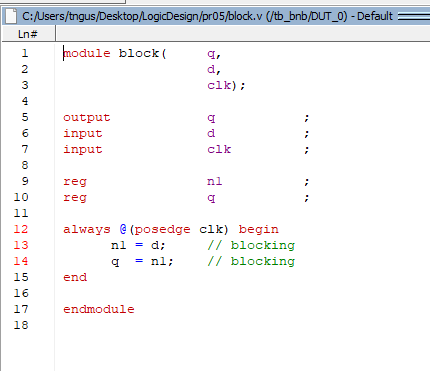 C:/Users/tngus/Desktop/LogicDesign/pr05/block.v (/tb_bnb/DUT_0) - Default
Ln#
1 module block( q,
2 d,
3 clk);
4
5 output q ;
6 input d ;
7 input clk ;
8
9 reg n1 ;
10 reg q ;
11
12 always @(posedge clk) begin
13 n1 = d; // blocking
14 q = n1; // blocking
15 end
16
17 endmodule
18